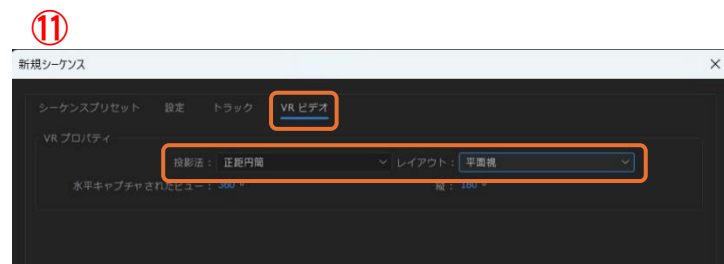 ⑪
新規シーケンス ×
シーケンスプリセット 設定 トラック VR ビデオ
VR プロパティ
投影法： 正距円筒 レイアウト： 平面視
水平キャプチャされたビュー： 360 ° 縦： 180 °